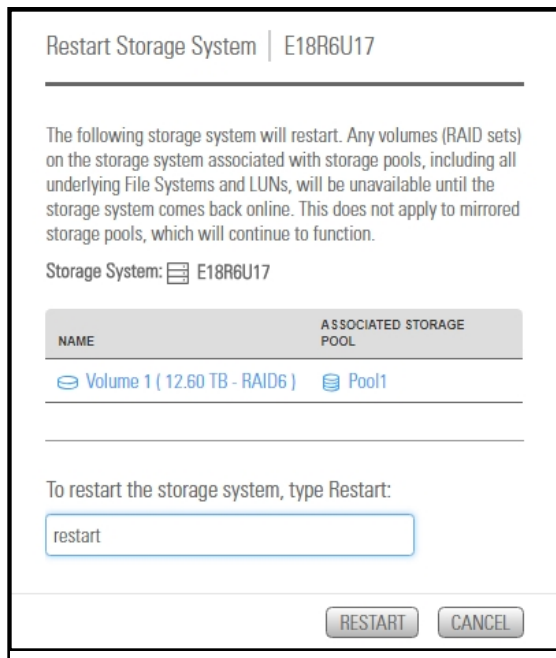 Restart Storage System | E18R6U17
The following storage system will restart. Any volumes (RAID sets)
on the storage system associated with storage pools, including all
underlying File Systems and LUNs, will be unavailable until the
storage system comes back online. This does not apply to mirrored
storage pools, which will continue to function.
Storage System: E18R6U17
NAME ASSOCIATED STORAGE POOL
Volume 1 ( 12.60 TB - RAID6 ) Pool1
To restart the storage system, type Restart:
restart
RESTART CANCEL